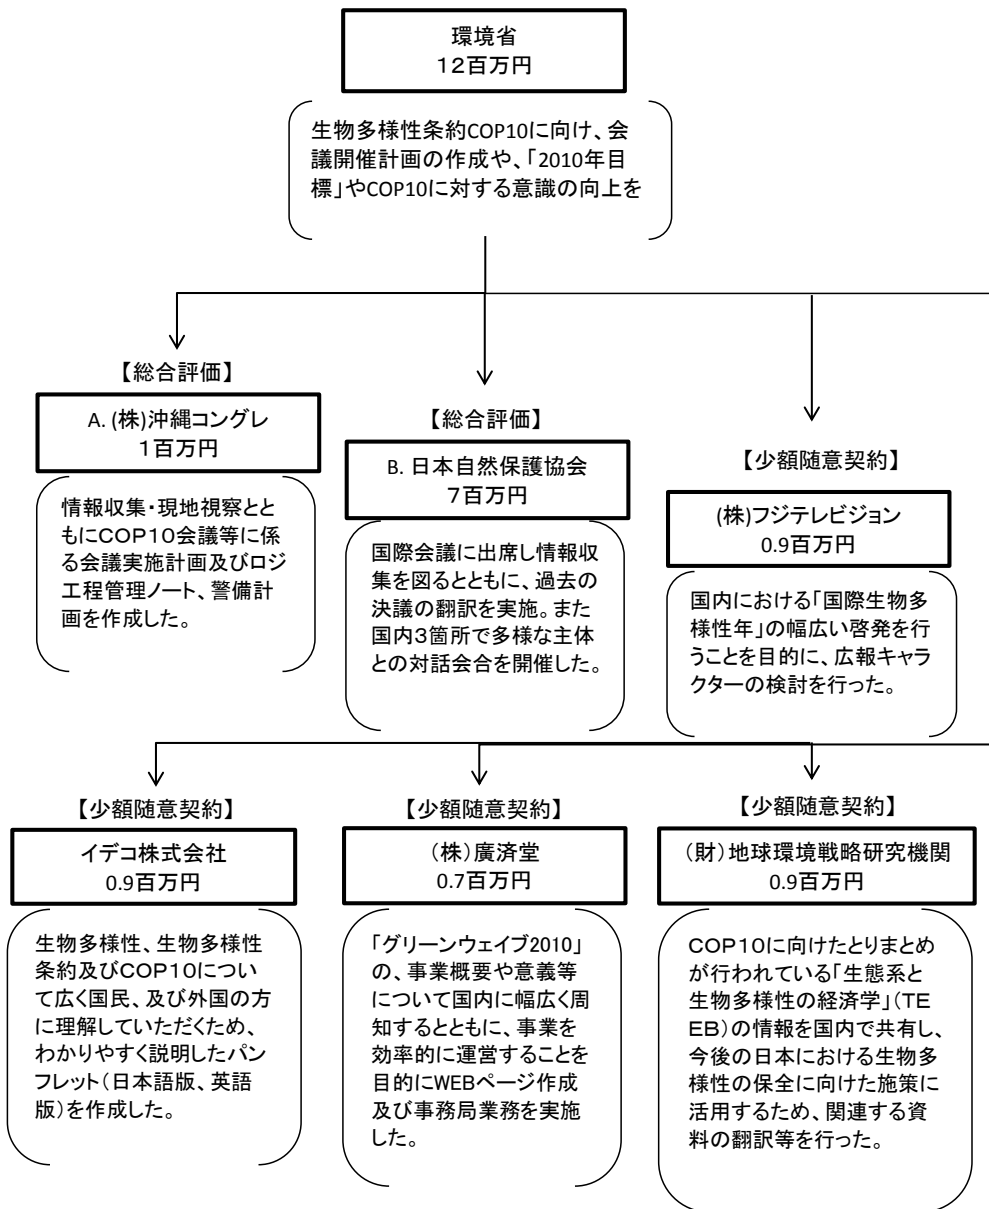 環境省
12百万円
生物多様性条約COP10に向け、会
議開催計画の作成や、「2010年目
標」やCOP10に対する意識の向上を
【総合評価】
A. (株)沖縄コングレ
1百万円
情報収集・現地視察とと
もにCOP10会議等に係
る会議実施計画及びロジ
工程管理ノート、警備計
画を作成した。
【総合評価】
B. 日本自然保護協会
7百万円
国際会議に出席し情報収
集を図るとともに、過去の
決議の翻訳を実施。また
国内3箇所で多様な主体
との対話会合を開催した。
【少額随意契約】
(株)フジテレビジョン
0.9百万円
国内における「国際生物多
様性年」の幅広い啓発を行
うことを目的に、広報キャラ
クターの検討を行った。
【少額随意契約】
イデコ株式会社
0.9百万円
生物多様性、生物多様性
条約及びCOP10につい
て広く国民、及び外国の方
に理解していただくため、
わかりやすく説明したパン
フレット(日本語版、英語
版)を作成した。
【少額随意契約】
(株)廣済堂
0.7百万円
「グリーンウェイブ2010」
の、事業概要や意義等
について国内に幅広く周
知するとともに、事業を
効率的に運営することを
目的にWEBページ作成
及び事務局業務を実施
した。
【少額随意契約】
(財)地球環境戦略研究機関
0.9百万円
COP10に向けたとりまとめ
が行われている「生態系と
生物多様性の経済学」(TE
EB)の情報を国内で共有し、
今後の日本における生物多
様性の保全に向けた施策に
活用するため、関連する資
料の翻訳等を行った。